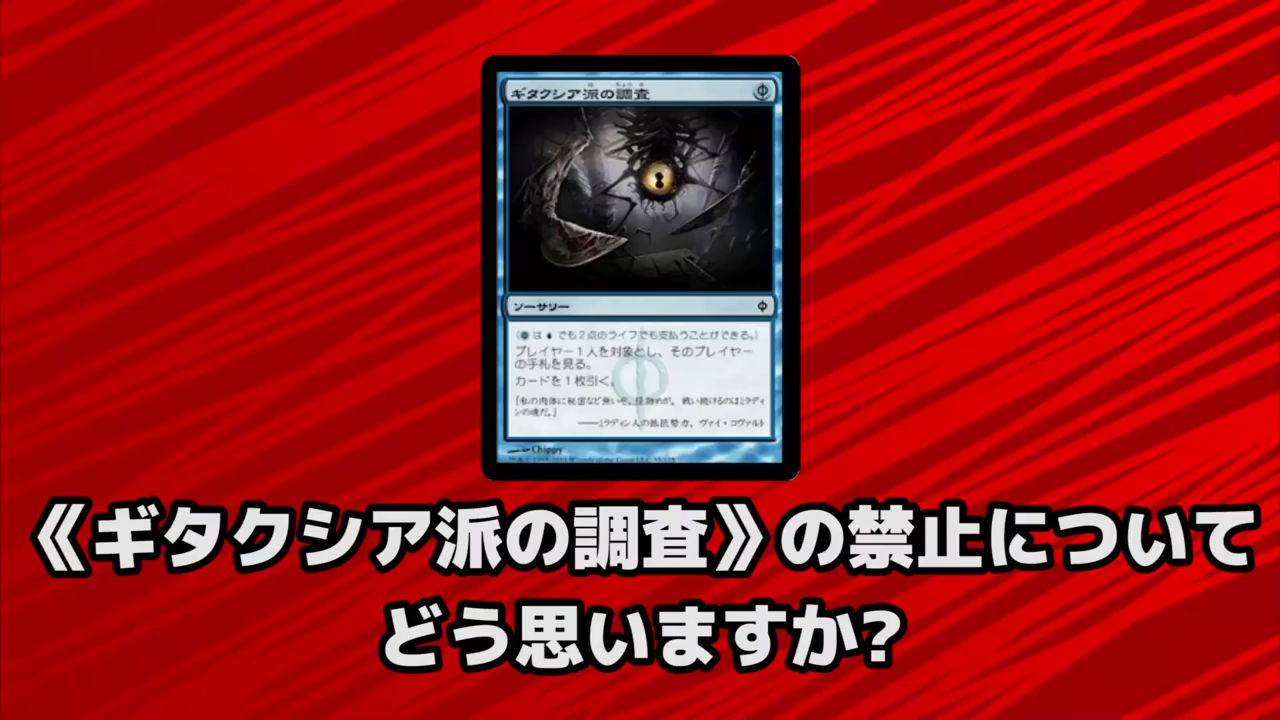 ギタクシア派の調査
ソーサリー
でも2点のライフでも支払うことができる。)
プレイヤー1人を対象とし、そのプレイヤー
の手札を見る。
カードを1枚引く。
「私の肉体に秘密など無いぞ、怪物めが。戦い続けるのはミラディ
ンの魂だ。」
――ミラディン人の抵抗勢力、ヴァイ・コヴァルト
Chippy
《ギタクシア派の調査》の禁止について
どう思いますか?